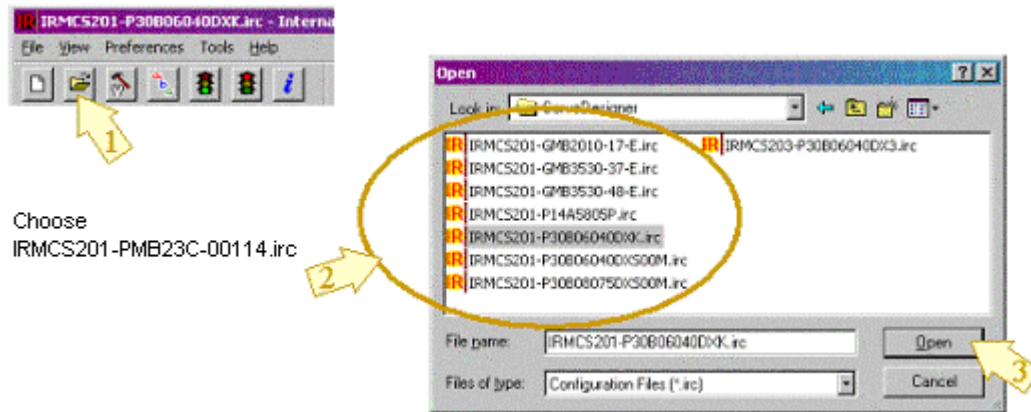 IRMCS201-P30B06040DXK.irc - Interna
File View Preferences Tools Help
1
Choose
IRMCS201-PMB23C-00114.irc
2
Open
Look in: ServoDesigner
IRMCS201-GMB2010-17-E.irc
IRMCS201-GMB3530-37-E.irc
IRMCS201-GMB3530-48-E.irc
IRMCS201-P14A5805P.irc
IRMCS201-P30B06040DXK.irc
IRMCS201-P30B06040DXS00M.irc
IRMCS201-P30B08075DXS00M.irc
IRMCS203-P30B06040DX3.irc
File name: IRMCS201-P30B06040DXK.irc
Open
Files of type: Configuration Files (*.irc)
Cancel
3